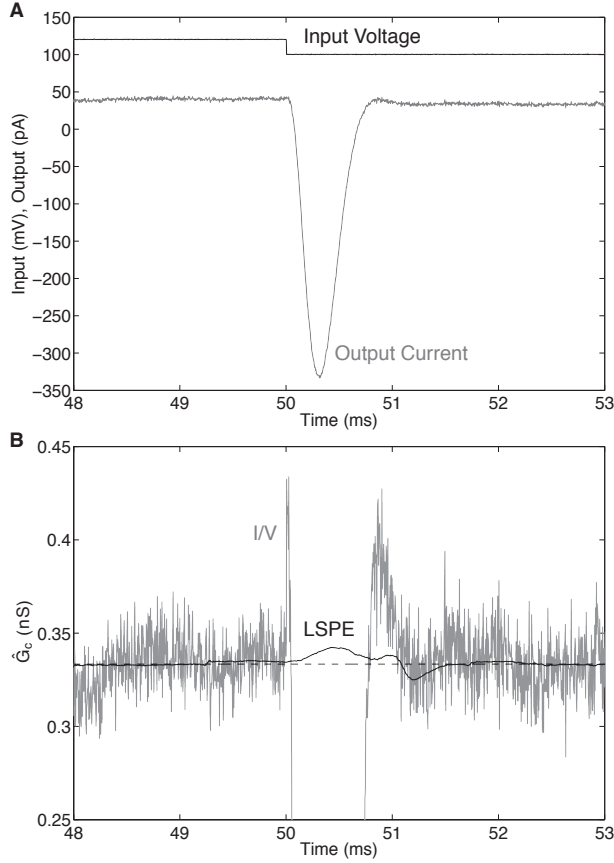 A
150
100
50
0
−50
−100
−150
−200
−250
−300
−350
Input (mV), Output (pA)
Input Voltage
Output Current
48
49
50
51
52
53
Time (ms)
B
0.45
0.4
0.35
0.3
0.25
Ĝc (nS)
I/V
LSPE
48
49
50
51
52
53
Time (ms)